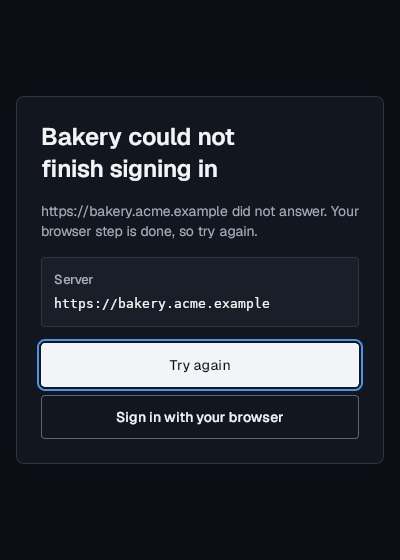 Bakery could not
finish signing in
https://bakery.acme.example did not answer. Your
browser step is done, so try again.
Server
https://bakery.acme.example
Try again
Sign in with your browser